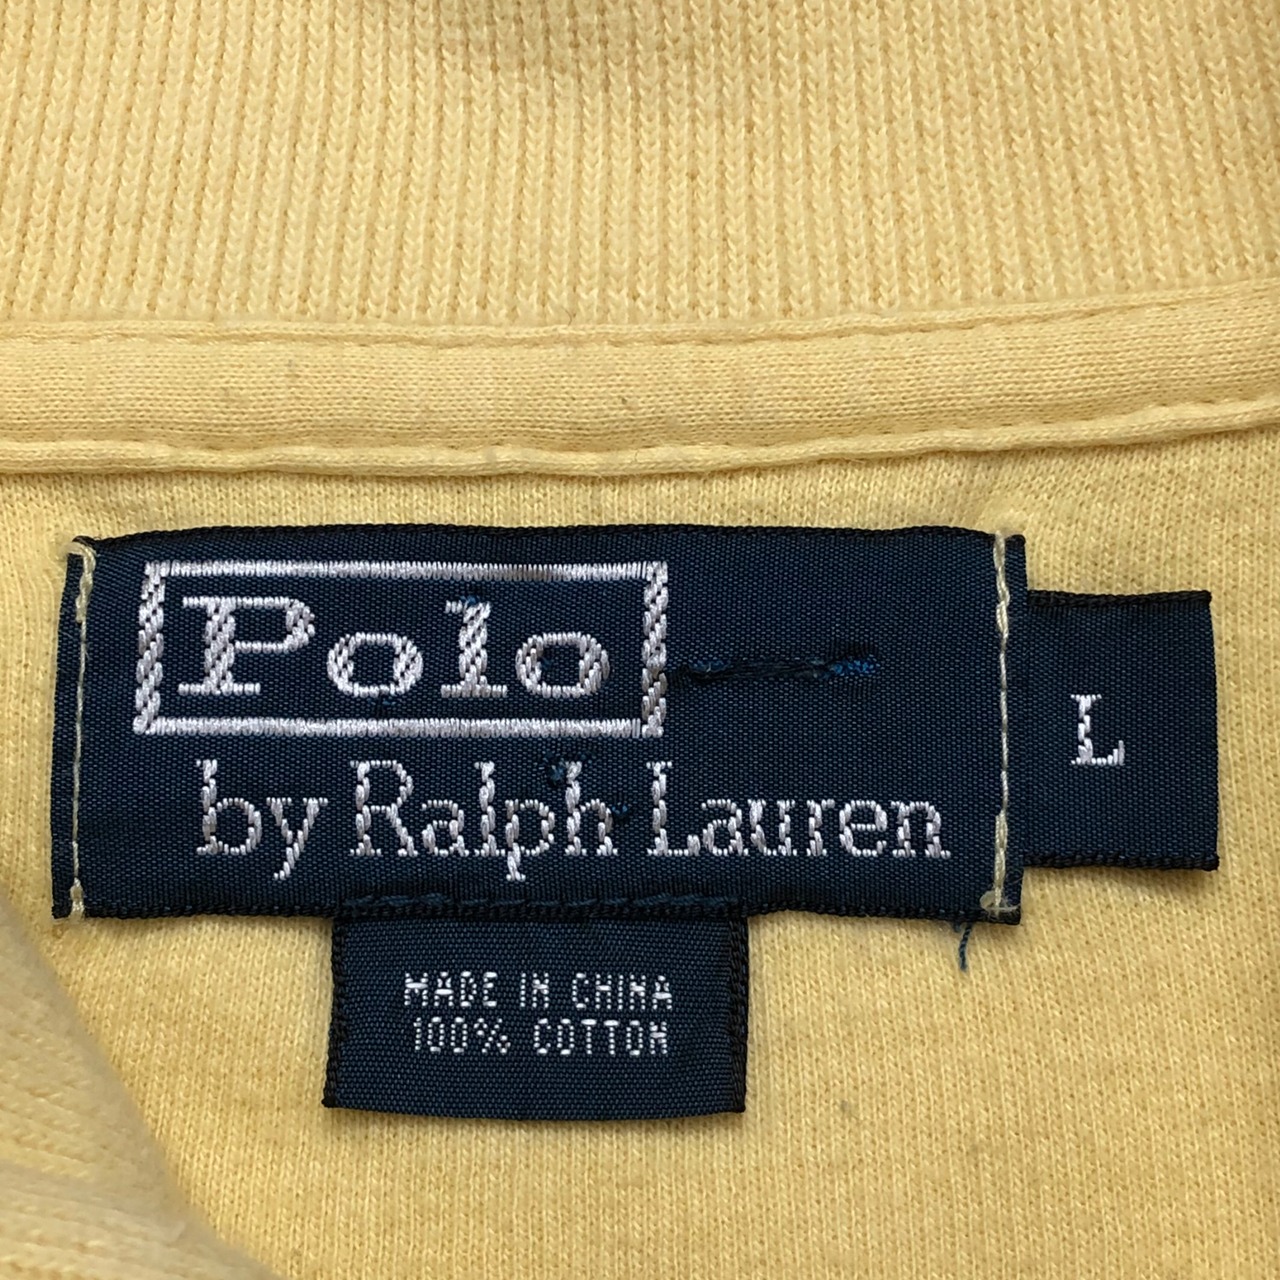 Polo
by Ralph Lauren
L
MADE IN CHINA
100% COTTON